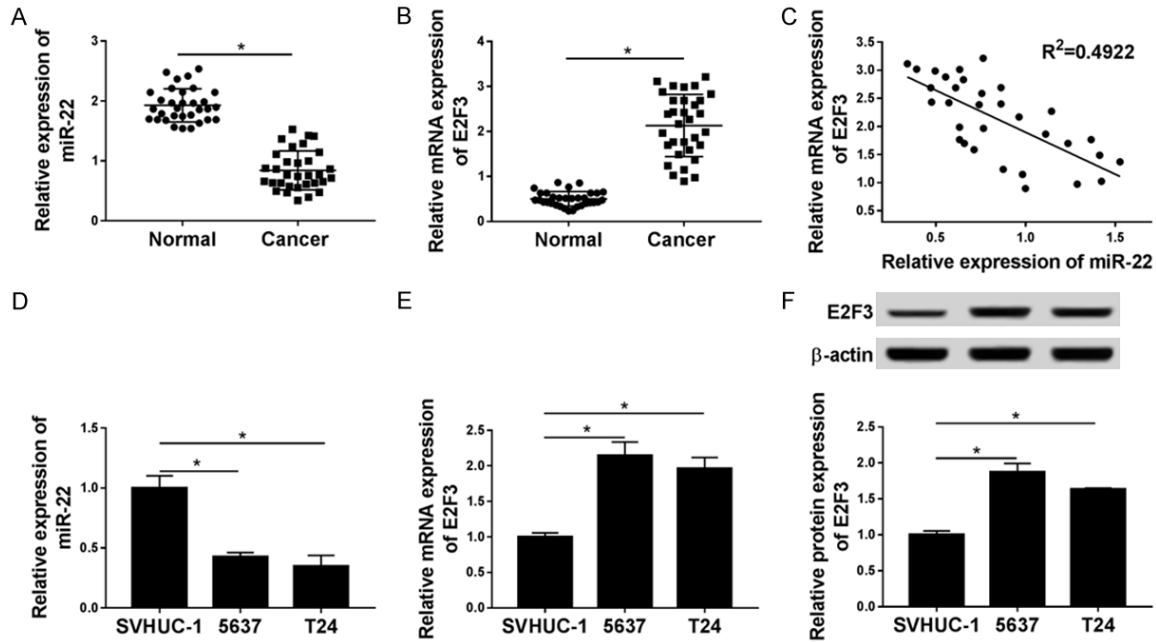 A
Relative expression of
miR-22
3
2
1
0
*
Normal
Cancer
B
Relative mRNA expression
of E2F3
4
3
2
1
0
*
Normal
Cancer
C
Relative mRNA expression
of E2F3
3.5
3.0
2.5
2.0
1.5
1.0
0.5
R²=0.4922
0.5
1.0
1.5
Relative expression of miR-22
D
Relative expression of
miR-22
1.5
1.0
0.5
0.0
*
*
SVHUC-1
5637
T24
E
Relative mRNA expression
of E2F3
2.5
2.0
1.5
1.0
0.5
0.0
*
*
SVHUC-1
5637
T24
F
E2F3
β-actin
Relative protein expression
of E2F3
2.5
2.0
1.5
1.0
0.5
0.0
*
*
SVHUC-1
5637
T24